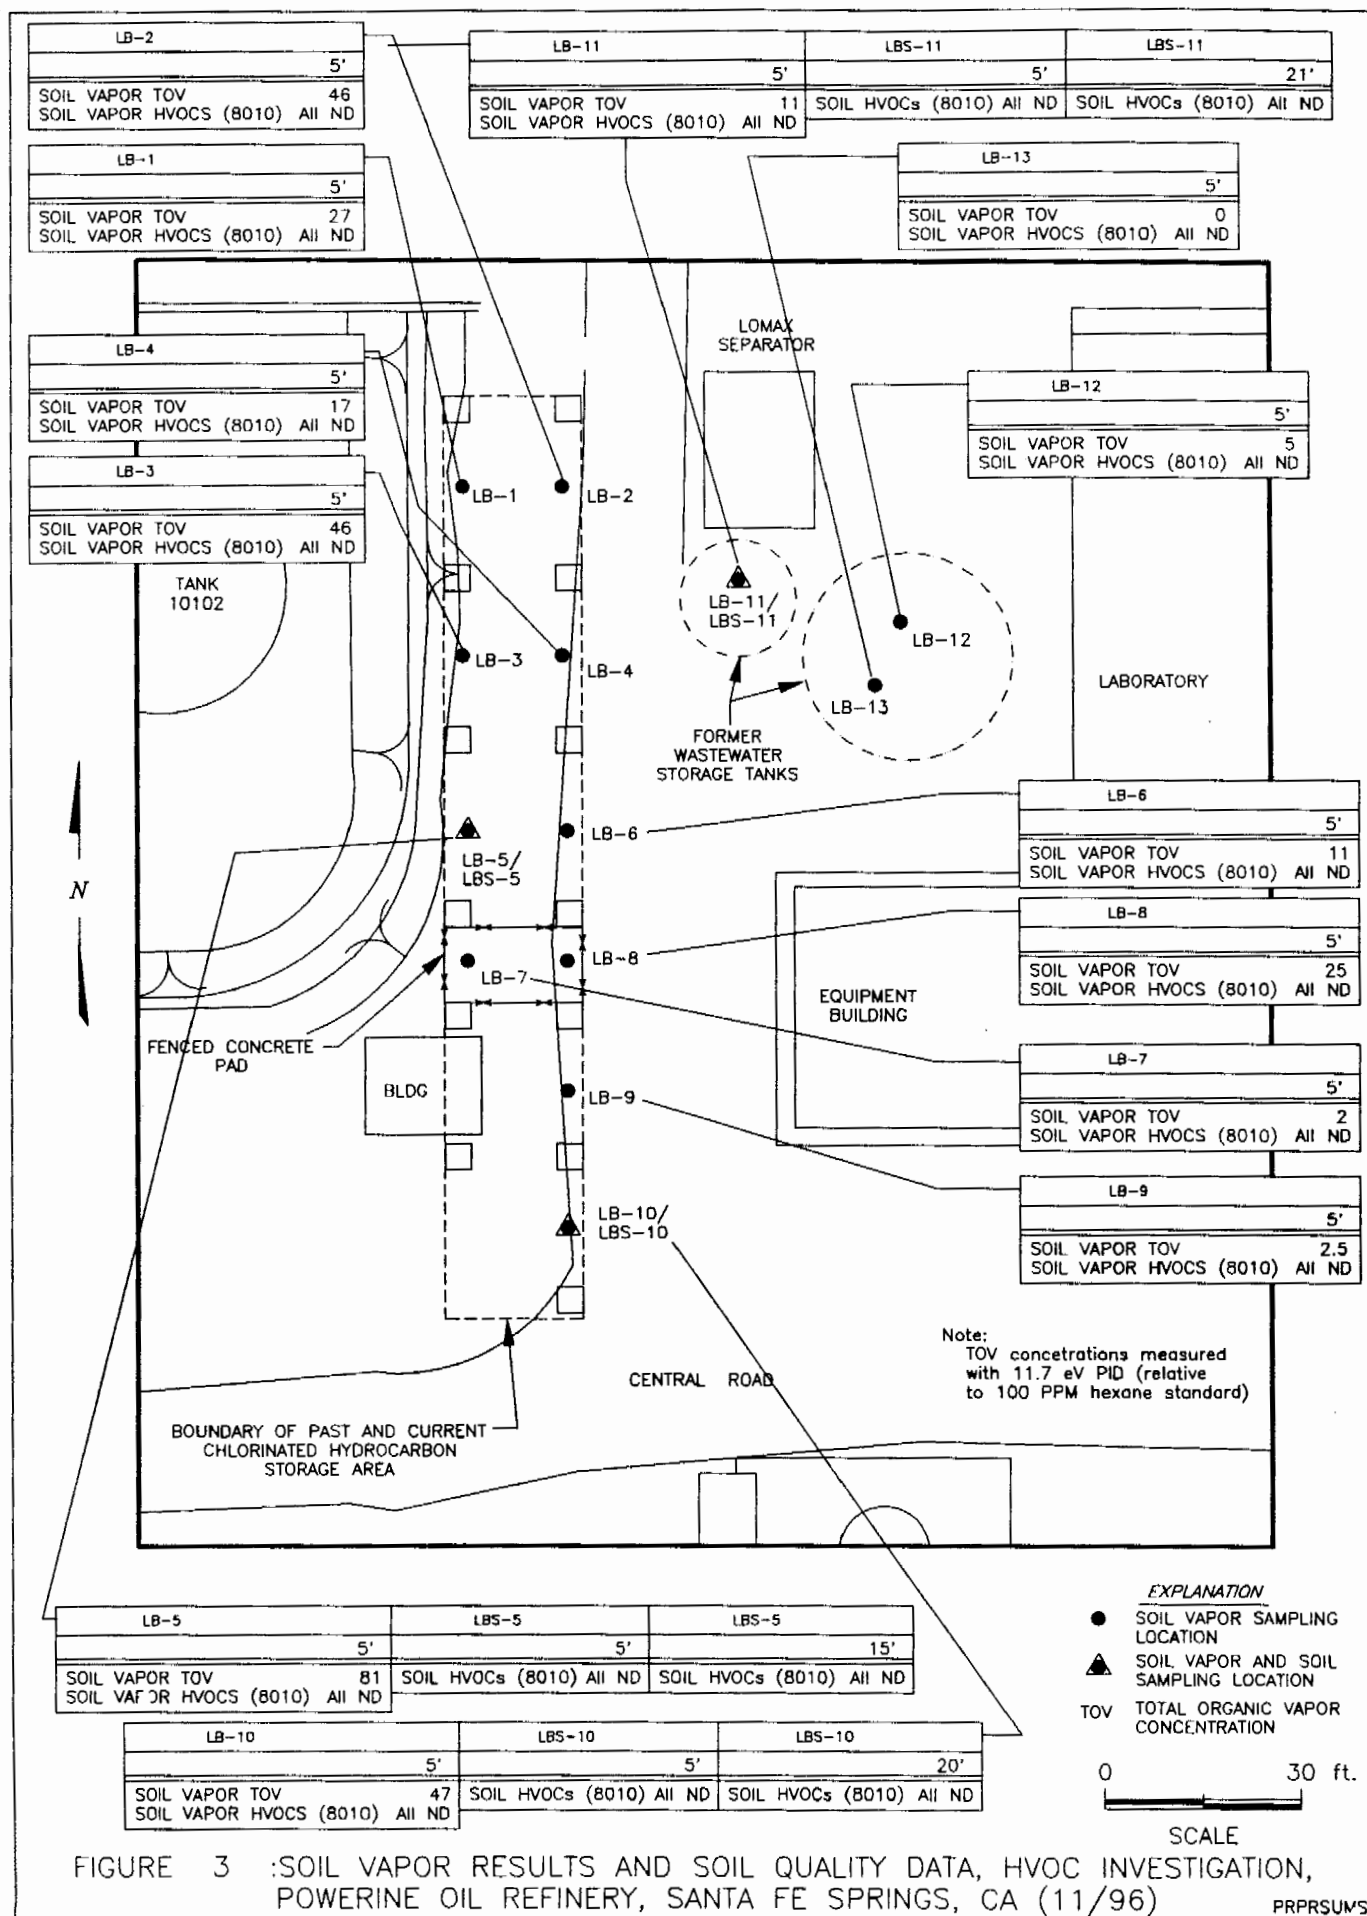 LB-2
5'
SOIL VAPOR TOV 46
SOIL VAPOR HVOCS (8010) All ND
LB-11 LBS-11 LBS-11
5' 5' 21'
SOIL VAPOR TOV 11 SOIL HVOCs (8010) All ND SOIL HVOCs (8010) All ND
SOIL VAPOR HVOCS (8010) All ND
LB-1
5'
SOIL VAPOR TOV 27
SOIL VAPOR HVOCS (8010) All ND
LB-13
5'
SOIL VAPOR TOV 0
SOIL VAPOR HVOCS (8010) All ND
LB-4
5'
SOIL VAPOR TOV 17
SOIL VAPOR HVOCS (8010) All ND
LOMAX
SEPARATOR
LB-12
5'
SOIL VAPOR TOV 5
SOIL VAPOR HVOCS (8010) All ND
LB-3
5'
SOIL VAPOR TOV 46
SOIL VAPOR HVOCS (8010) All ND
LB-1
LB-2
TANK
10102
LB-11/
LBS-11
LB-12
LB-3
LB-4
LB-13
LABORATORY
FORMER
WASTEWATER
STORAGE TANKS
LB-6
5'
SOIL VAPOR TOV 11
SOIL VAPOR HVOCS (8010) All ND
LB-6
LB-5/
LBS-5
N
LB-8
5'
SOIL VAPOR TOV 25
SOIL VAPOR HVOCS (8010) All ND
LB-8
LB-7
EQUIPMENT
BUILDING
FENCED CONCRETE
PAD
BLDG
LB-7
5'
SOIL VAPOR TOV 2
SOIL VAPOR HVOCS (8010) All ND
LB-9
LB-9
5'
SOIL VAPOR TOV 2.5
SOIL VAPOR HVOCS (8010) All ND
LB-10/
LBS-10
Note:
TOV concetrations measured
with 11.7 eV PID (relative
to 100 PPM hexane standard)
CENTRAL ROAD
BOUNDARY OF PAST AND CURRENT
CHLORINATED HYDROCARBON
STORAGE AREA
LB-5 LBS-5 LBS-5
5' 5' 15'
SOIL VAPOR TOV 81 SOIL HVOCs (8010) All ND SOIL HVOCs (8010) All ND
SOIL VAPOR HVOCS (8010) All ND
LB-10 LBS-10 LBS-10
5' 5' 20'
SOIL VAPOR TOV 47 SOIL HVOCs (8010) All ND SOIL HVOCs (8010) All ND
SOIL VAPOR HVOCS (8010) All ND
EXPLANATION
SOIL VAPOR SAMPLING
LOCATION
SOIL VAPOR AND SOIL
SAMPLING LOCATION
TOV TOTAL ORGANIC VAPOR
CONCENTRATION
0 30 ft.
SCALE
FIGURE 3 :SOIL VAPOR RESULTS AND SOIL QUALITY DATA, HVOC INVESTIGATION,
POWERINE OIL REFINERY, SANTA FE SPRINGS, CA (11/96)
PRPRSUMS